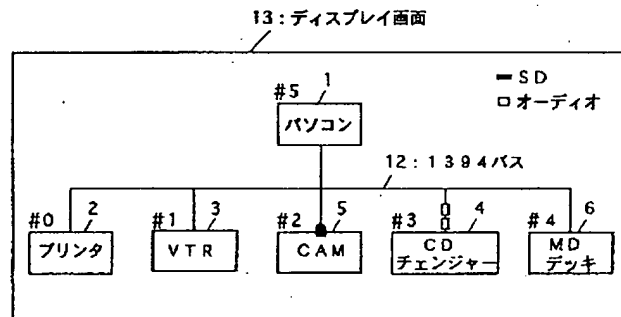 13:ディスプレイ画面
SD
オーディオ
#5
1
パソコン
12:1394バス
#0
2
プリンタ
#1
3
VTR
#2
5
CAM
#3
4
CD
チェンジャー
#4
6
MD
デッキ